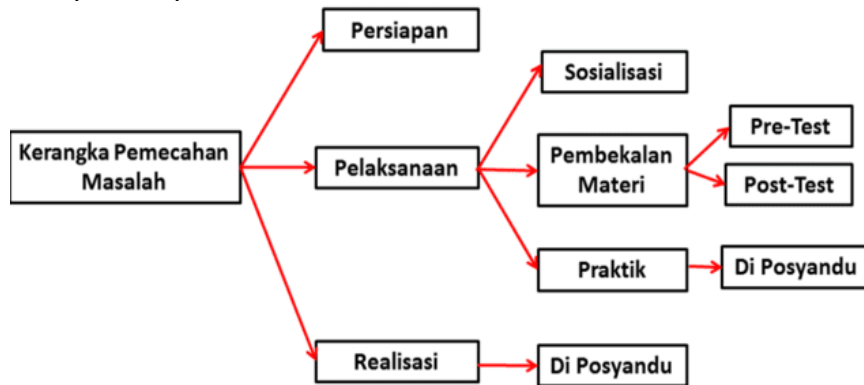 Persiapan
Sosialisasi
Pre-Test
Kerangka Pemecahan
Masalah
Pelaksanaan
Pembekalan
Materi
Post-Test
Praktik
Di Posyandu
Realisasi
Di Posyandu